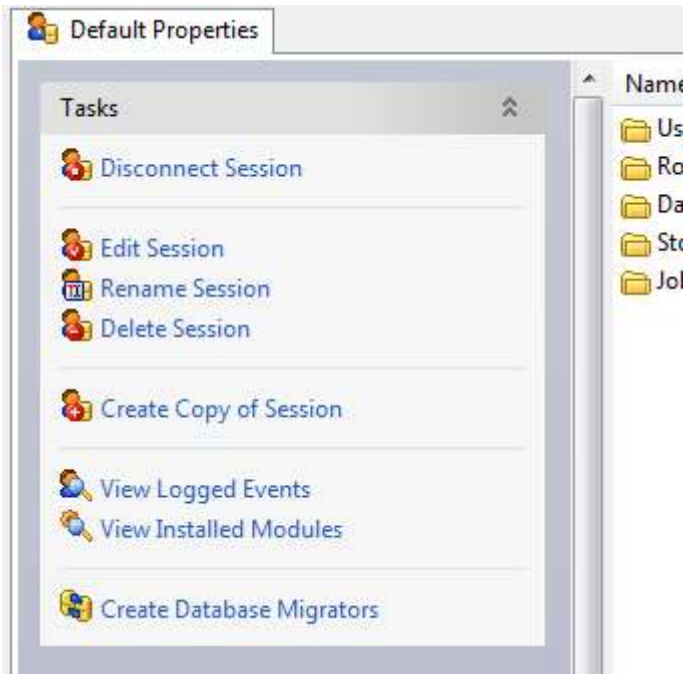 Default Properties
Tasks
Disconnect Session
Edit Session
Rename Session
Delete Session
Create Copy of Session
View Logged Events
View Installed Modules
Create Database Migrators
Name